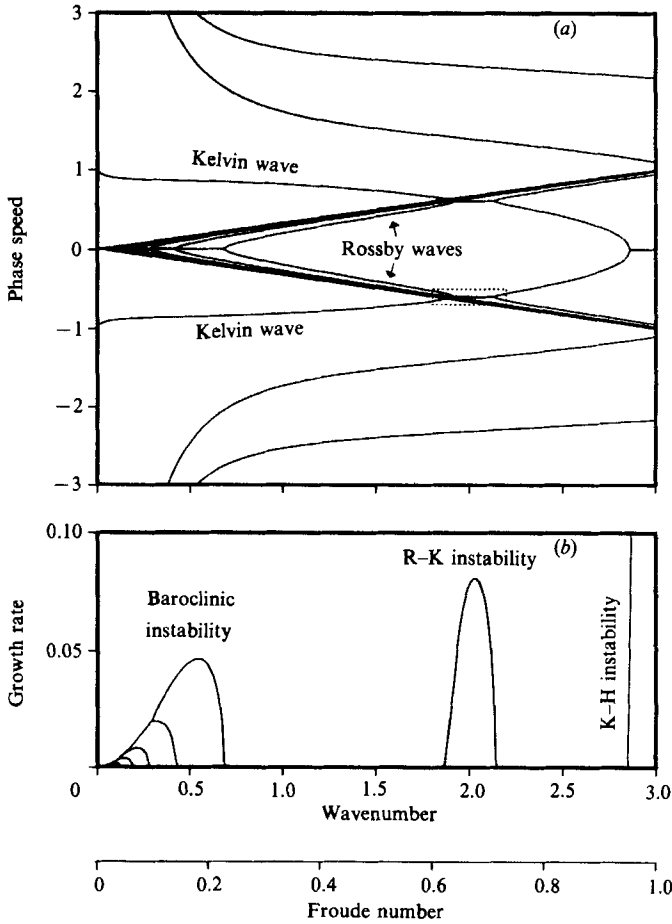 3
(a)
2
Kelvin wave
1
Phase speed
0
Rossby waves
−1
Kelvin wave
−2
−3
0.10
(b)
R–K instability
Baroclinic
instability
Growth rate
0.05
K–H instability
0
0 0.5 1.0 1.5 2.0 2.5 3.0
Wavenumber
0 0.2 0.4 0.6 0.8 1.0
Froude number